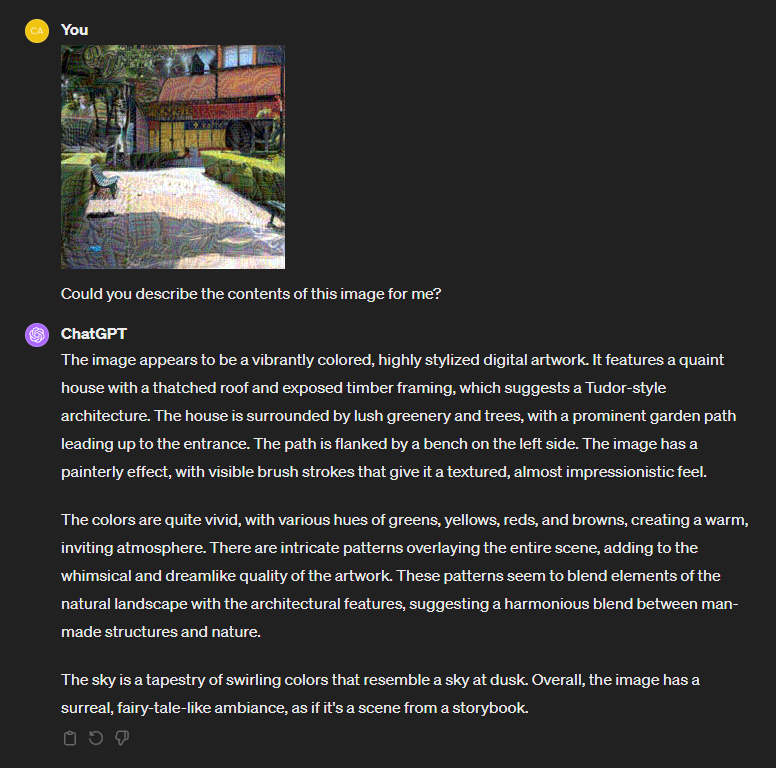 CA
You
Could you describe the contents of this image for me?
ChatGPT
The image appears to be a vibrantly colored, highly stylized digital artwork. It features a quaint
house with a thatched roof and exposed timber framing, which suggests a Tudor-style
architecture. The house is surrounded by lush greenery and trees, with a prominent garden path
leading up to the entrance. The path is flanked by a bench on the left side. The image has a
painterly effect, with visible brush strokes that give it a textured, almost impressionistic feel.
The colors are quite vivid, with various hues of greens, yellows, reds, and browns, creating a warm,
inviting atmosphere. There are intricate patterns overlaying the entire scene, adding to the
whimsical and dreamlike quality of the artwork. These patterns seem to blend elements of the
natural landscape with the architectural features, suggesting a harmonious blend between man-
made structures and nature.
The sky is a tapestry of swirling colors that resemble a sky at dusk. Overall, the image has a
surreal, fairy-tale-like ambiance, as if it's a scene from a storybook.